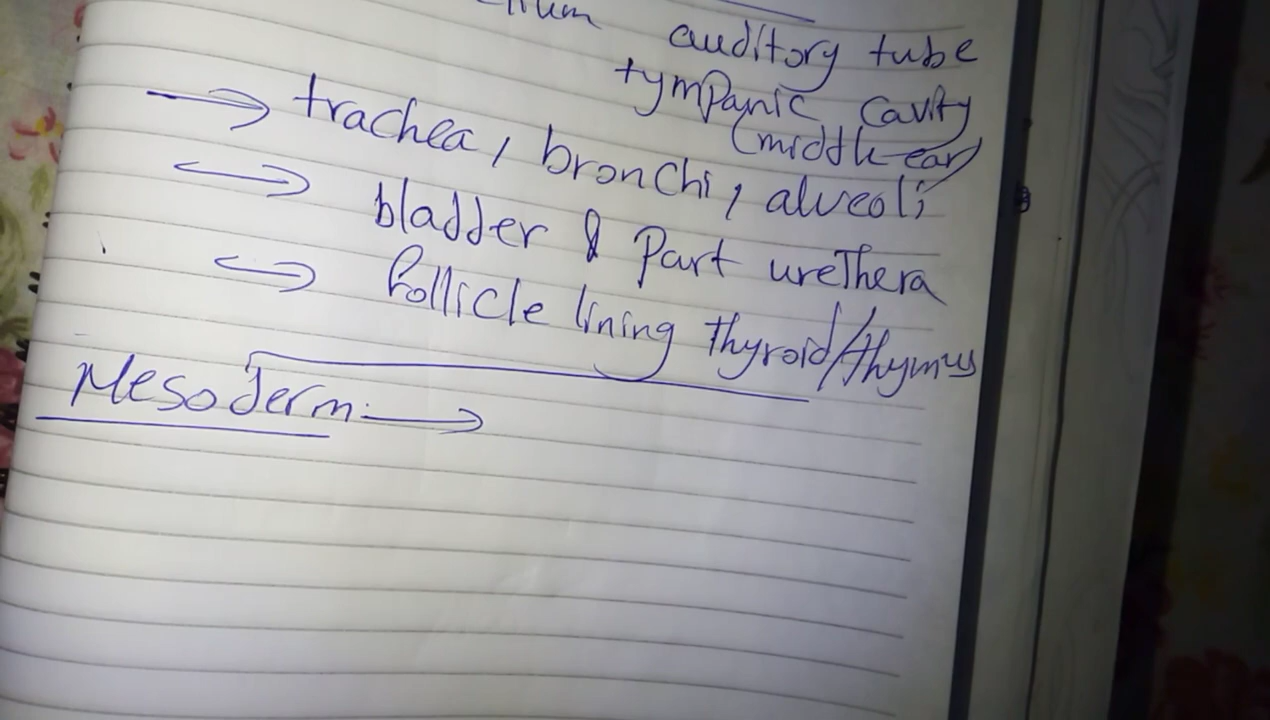 auditory tube
tympanic cavity
(middle ear)
→ trachea, bronchi, alveoli
→ bladder & part urethera
→ follicle lining thyroid/thymus
Mesoderm →